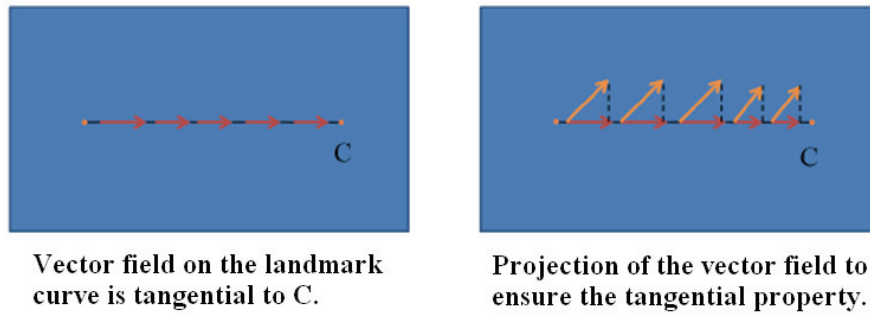 C
C
Vector field on the landmark
curve is tangential to C.
Projection of the vector field to
ensure the tangential property.